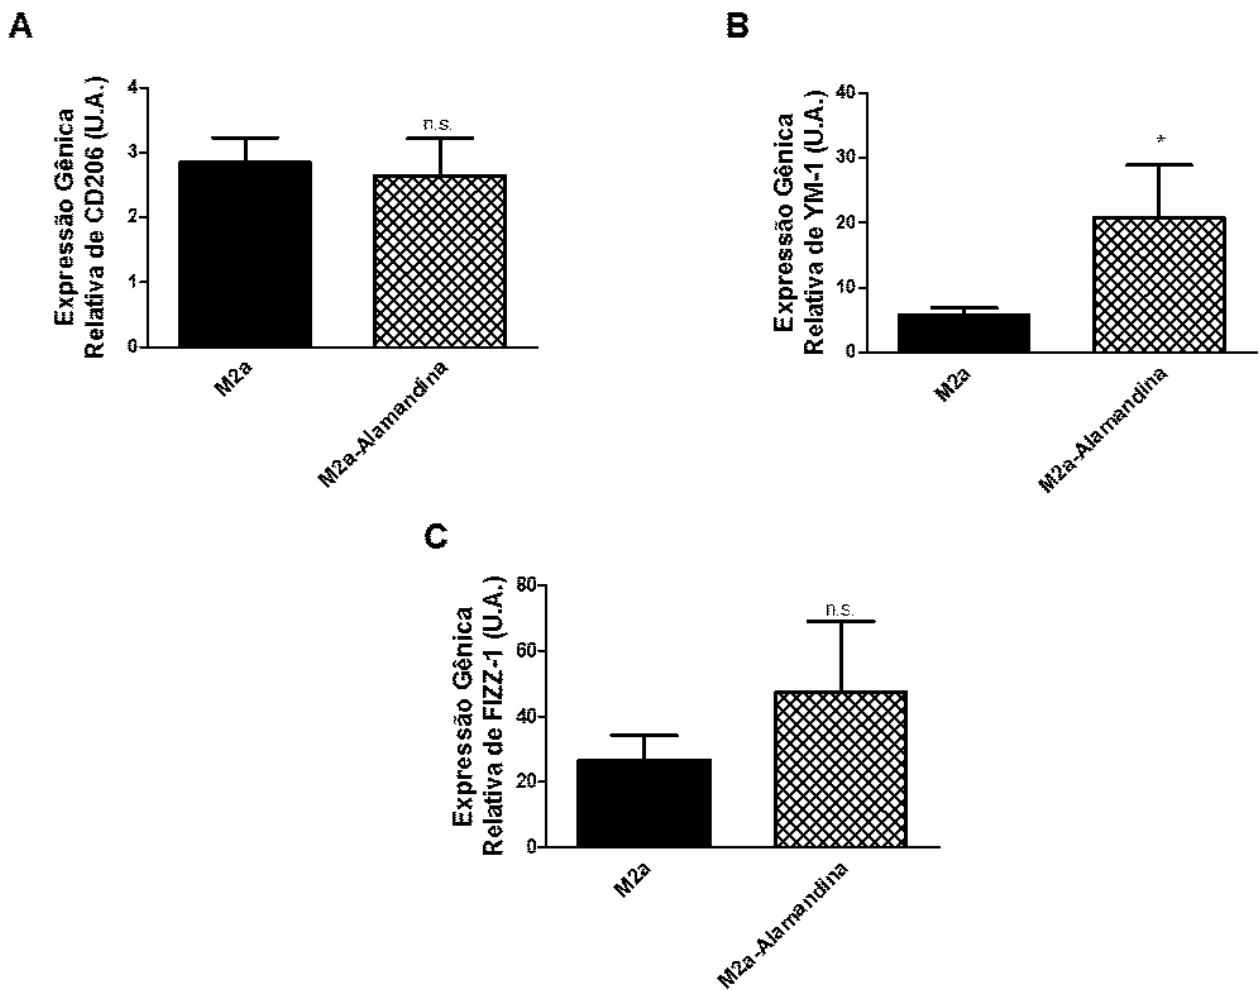 A
Expressão Gênica
Relativa de CD206 (U.A.)
4
3
2
1
0
n.s.
M2a
M2a-Alamandina
B
Expressão Gênica
Relativa de YM-1 (U.A.)
40
30
20
10
0
*
M2a
M2a-Alamandina
C
Expressão Gênica
Relativa de FIZZ-1 (U.A.)
80
60
40
20
0
n.s.
M2a
M2a-Alamandina